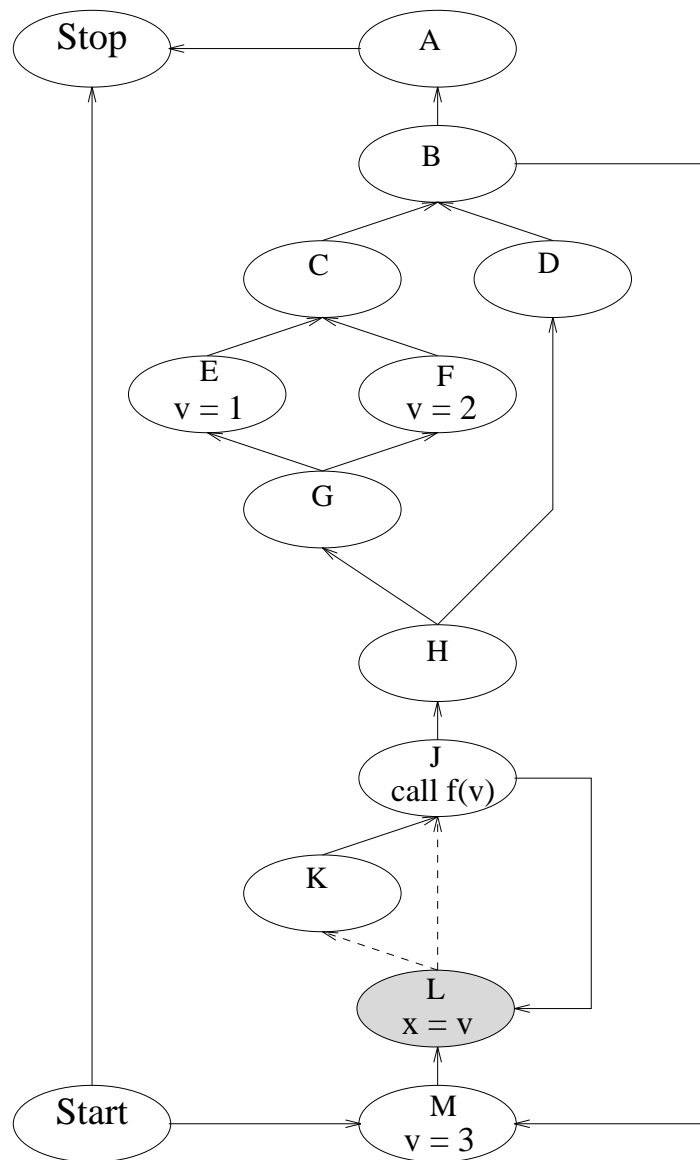 Stop
A
B
C
D
E
v = 1
F
v = 2
G
H
J
call f(v)
K
L
x = v
Start
M
v = 3